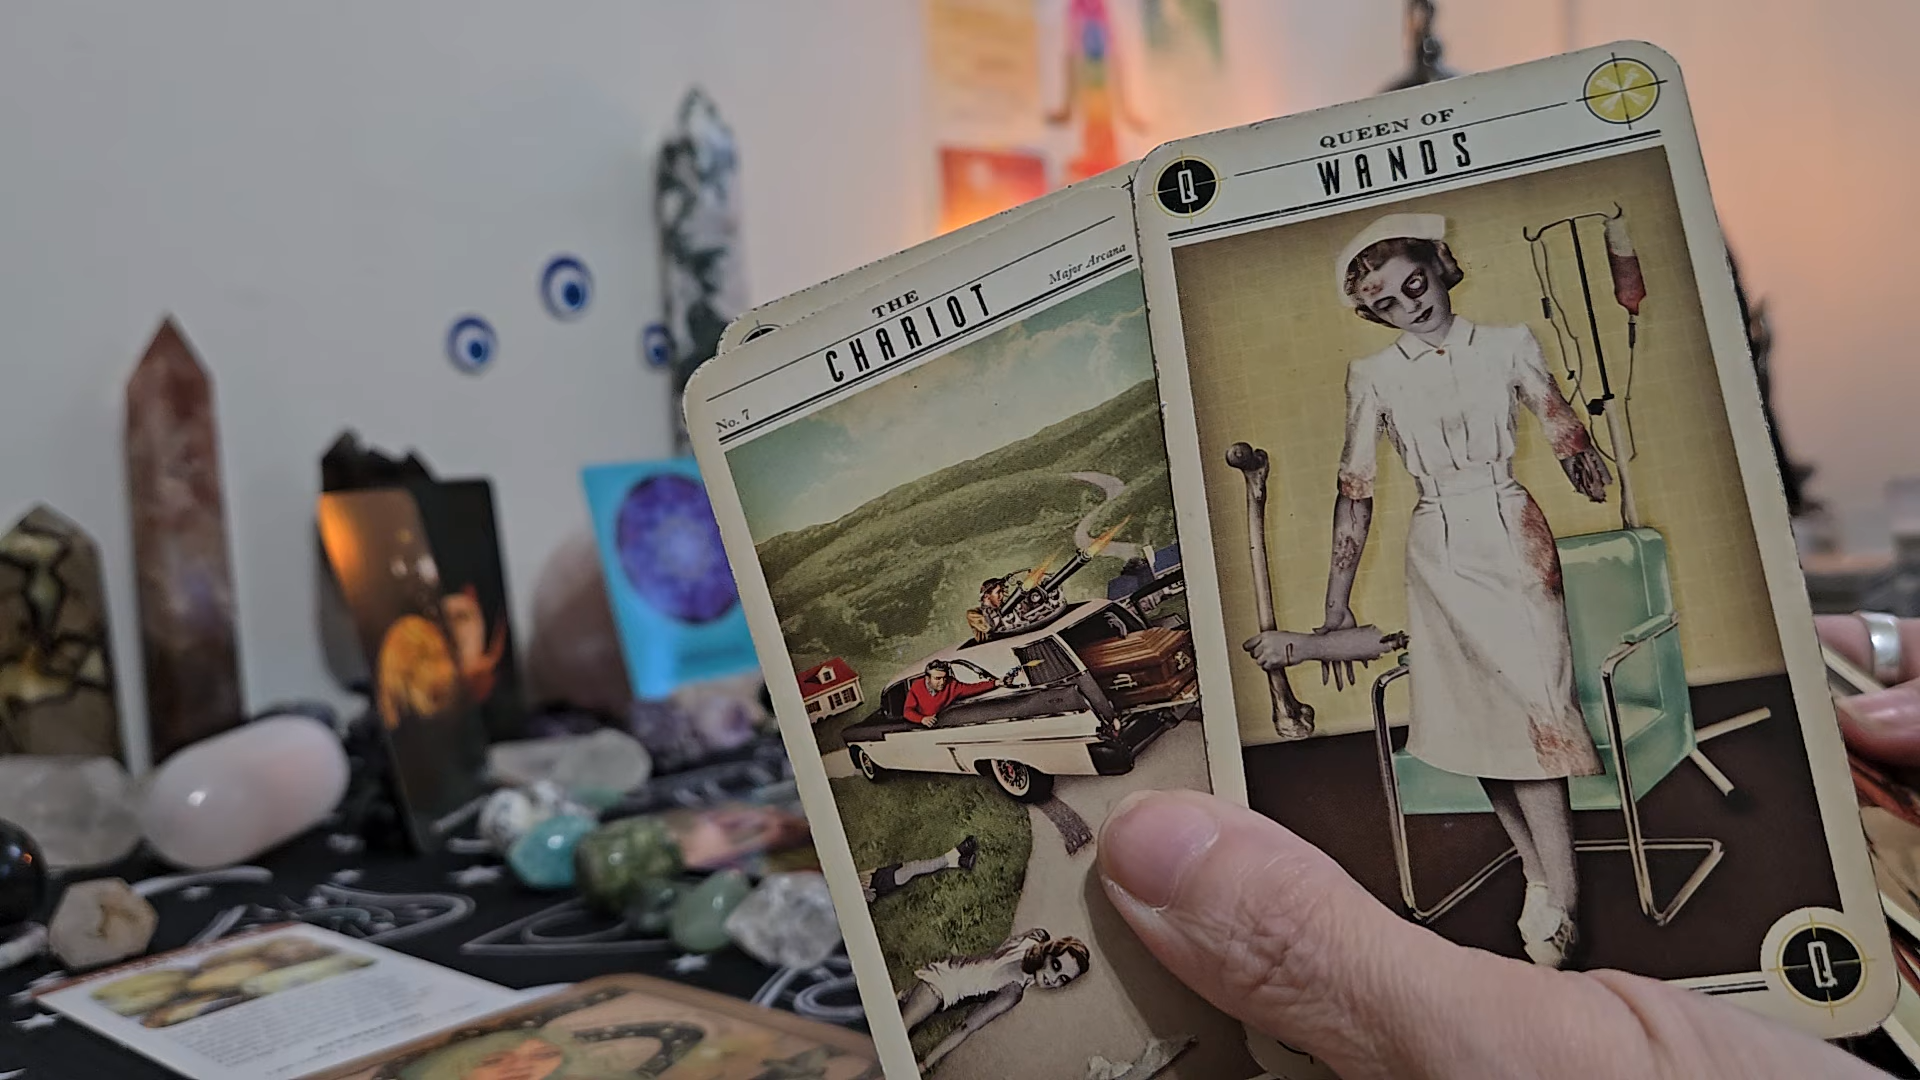 THE
CHARIOT
No. 7
Major Arcana
QUEEN OF
WANDS
Q
Q